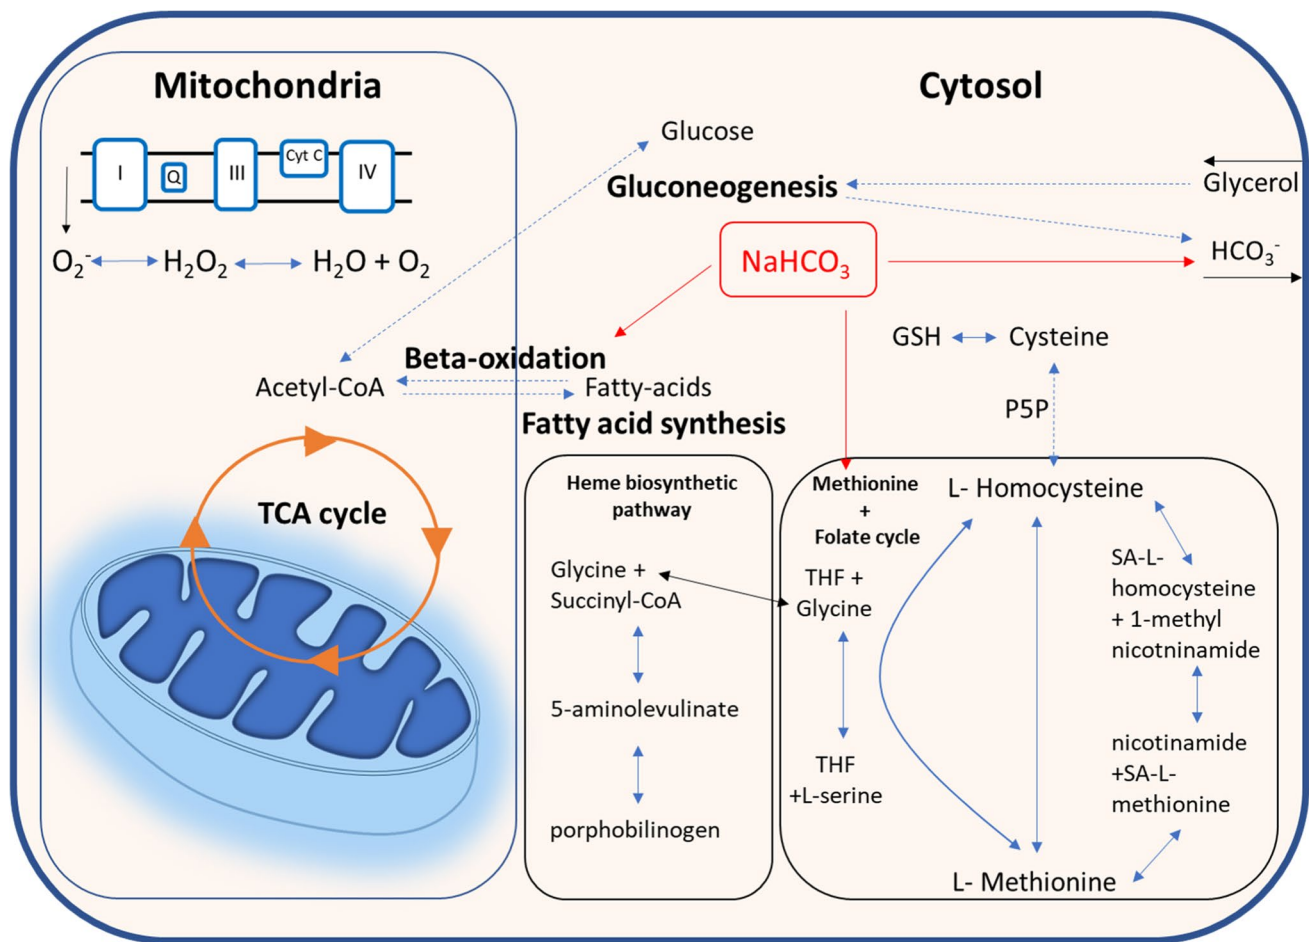 Mitochondria
Cytosol
I
Q
III
Cyt C
IV
O₂⁻
H₂O₂
H₂O + O₂
Glucose
Gluconeogenesis
Glycerol
NaHCO₃
HCO₃⁻
GSH
Cysteine
P5P
Beta-oxidation
Acetyl-CoA
Fatty-acids
Fatty acid synthesis
TCA cycle
Heme biosynthetic
pathway
Glycine +
Succinyl-CoA
5-aminolevulinate
porphobilinogen
Methionine
+
Folate cycle
THF +
Glycine
THF
+L-serine
L- Homocysteine
SA-L-
homocysteine
+ 1-methyl
nicotninamide
nicotinamide
+SA-L-
methionine
L- Methionine